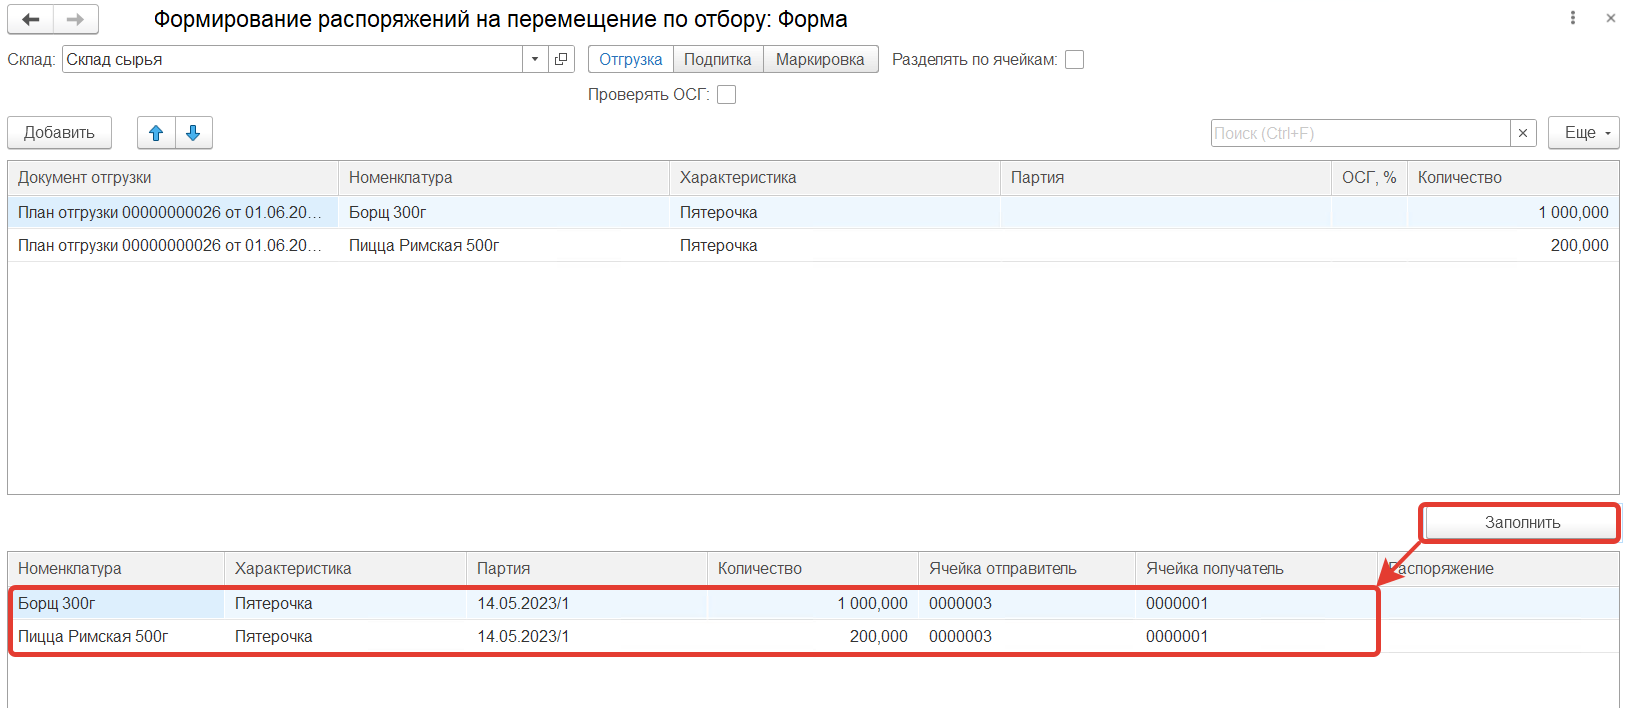 Формирование распоряжений на перемещение по отбору: Форма
Склад: Склад сырья Отгрузка Подпитка Маркировка Разделять по ячейкам:
Проверять ОСГ:
Добавить Поиск (Ctrl+F) × Еще
Документ отгрузки Номенклатура Характеристика Партия ОСГ, % Количество
План отгрузки 00000000026 от 01.06.20... Борщ 300г Пятерочка 1 000,000
План отгрузки 00000000026 от 01.06.20... Пицца Римская 500г Пятерочка 200,000
Заполнить
Номенклатура Характеристика Партия Количество Ячейка отправитель Ячейка получатель Распоряжение
Борщ 300г Пятерочка 14.05.2023/1 1 000,000 0000003 0000001
Пицца Римская 500г Пятерочка 14.05.2023/1 200,000 0000003 0000001